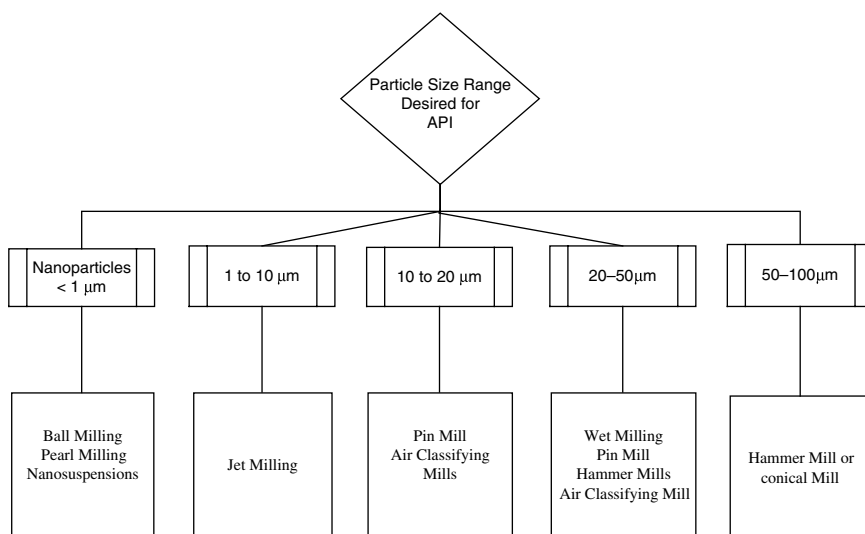 Particle Size Range
Desired for
API
Nanoparticles
< 1 μm
1 to 10 μm
10 to 20 μm
20–50μm
50–100μm
Ball Milling
Pearl Milling
Nanosuspensions
Jet Milling
Pin Mill
Air Classifying
Mills
Wet Milling
Pin Mill
Hammer Mills
Air Classifying Mill
Hammer Mill or
conical Mill